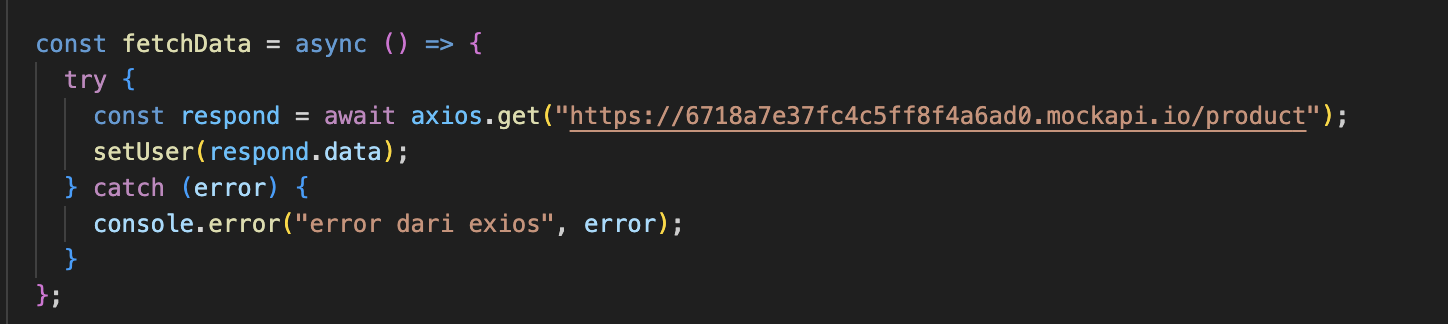 const fetchData = async () => {
try {
const respond = await axios.get("https://6718a7e37fc4c5ff8f4a6ad0.mockapi.io/product");
setUser(respond.data);
} catch (error) {
console.error("error dari exios", error);
}
};